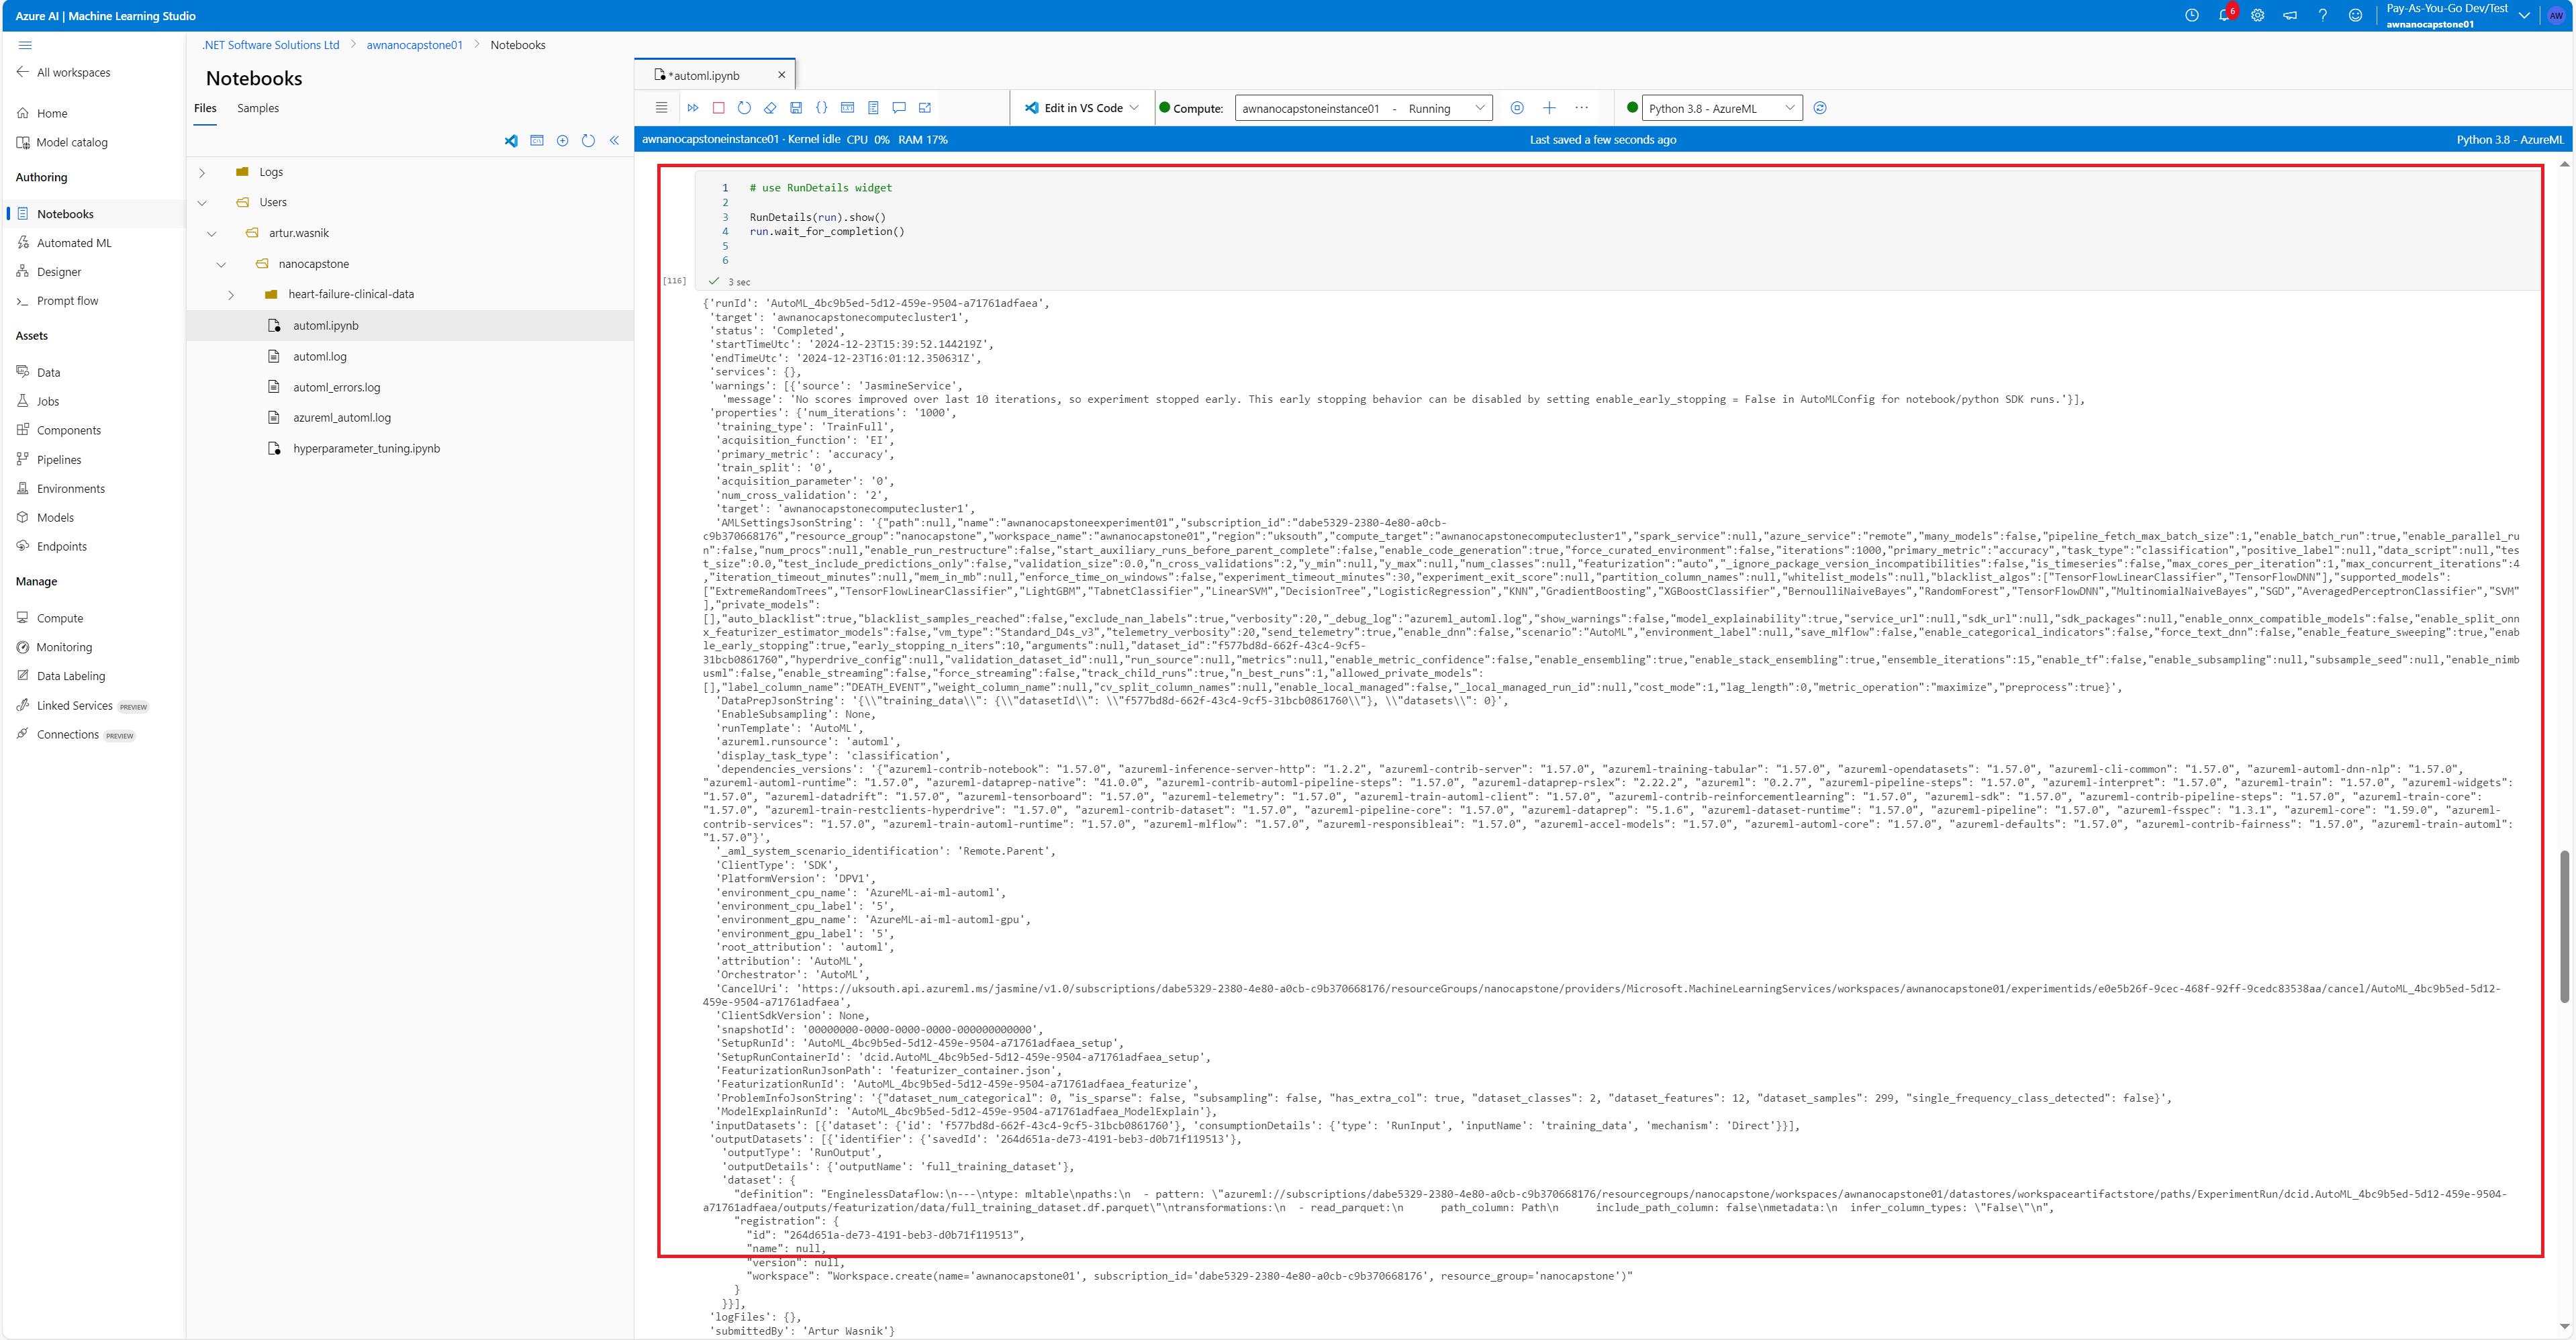 Azure AI | Machine Learning Studio
6
Pay-As-You-Go Dev/Test
awnanocapstone01
AW
All workspaces
Home
Model catalog
Authoring
Notebooks
Automated ML
Designer
Prompt flow
Assets
Data
Jobs
Components
Pipelines
Environments
Models
Endpoints
Manage
Compute
Monitoring
Data Labeling
Linked Services PREVIEW
Connections PREVIEW
.NET Software Solutions Ltd > awnanocapstone01 > Notebooks
Notebooks
Files Samples
Logs
Users
artur.wasnik
nanocapstone
heart-failure-clinical-data
automl.ipynb
automl.log
automl_errors.log
azureml_automl.log
hyperparameter_tuning.ipynb
*automl.ipynb
Edit in VS Code
Compute: awnanocapstoneinstance01 - Running
Python 3.8 - AzureML
awnanocapstoneinstance01 · Kernel idle CPU 0% RAM 17%
Last saved a few seconds ago
Python 3.8 - AzureML
1 # use RunDetails widget
2
3 RunDetails(run).show()
4 run.wait_for_completion()
5
6
[116] 3 sec
{'runId': 'AutoML_4bc9b5ed-5d12-459e-9504-a71761adfaea',
'target': 'awnanocapstonecomputecluster1',
'status': 'Completed',
'startTimeUtc': '2024-12-23T15:39:52.144219Z',
'endTimeUtc': '2024-12-23T16:01:12.350631Z',
'services': {},
'warnings': [{'source': 'JasmineService',
'message': 'No scores improved over last 10 iterations, so experiment stopped early. This early stopping behavior can be disabled by setting enable_early_stopping = False in AutoMLConfig for notebook/python SDK runs.'}],
'properties': {'num_iterations': '1000',
'training_type': 'TrainFull',
'acquisition_function': 'EI',
'primary_metric': 'accuracy',
'train_split': '0',
'acquisition_parameter': '0',
'num_cross_validation': '2',
'target': 'awnanocapstonecomputecluster1',
'AMLSettingsJsonString': '{"path":null,"name":"awnanocapstoneexperiment01","subscription_id":"dabe5329-2380-4e80-a0cb-
c9b370668176","resource_group":"nanocapstone","workspace_name":"awnanocapstone01","region":"uksouth","compute_target":"awnanocapstonecomputecluster1","spark_service":null,"azure_service":"remote","many_models":false,"pipeline_fetch_max_batch_size":1,"enable_batch_run":true,"enable_parallel_ru
n":false,"num_procs":null,"enable_run_restructure":false,"start_auxiliary_runs_before_parent_complete":false,"enable_code_generation":true,"force_curated_environment":false,"iterations":1000,"primary_metric":"accuracy","task_type":"classification","positive_label":null,"data_script":null,"tes
t_size":0.0,"test_include_predictions_only":false,"validation_size":0.0,"n_cross_validations":2,"y_min":null,"y_max":null,"num_classes":null,"featurization":"auto","_ignore_package_version_incompatibilities":false,"is_timeseries":false,"max_cores_per_iteration":1,"max_concurrent_iterations":4
,"iteration_timeout_minutes":null,"mem_in_mb":null,"enforce_time_on_windows":false,"experiment_timeout_minutes":30,"experiment_exit_score":null,"partition_column_names":null,"whitelist_models":null,"blacklist_algos":["TensorFlowLinearClassifier","TensorFlowDNN"],"supported_models":
["ExtremeRandomTrees","TensorFlowLinearClassifier","LightGBM","TabnetClassifier","LinearSVM","DecisionTree","LogisticRegression","KNN","GradientBoosting","XGBoostClassifier","BernoulliNaiveBayes","RandomForest","TensorFlowDNN","MultinomialNaiveBayes","SGD","AveragedPerceptronClassifier","SVM"
],"private_models":
[],"auto_blacklist":true,"blacklist_samples_reached":false,"exclude_nan_labels":true,"verbosity":20,"_debug_log":"azureml_automl.log","show_warnings":false,"model_explainability":true,"service_url":null,"sdk_url":null,"sdk_packages":null,"enable_onnx_compatible_models":false,"enable_split_onn
x_featurizer_estimator_models":false,"vm_type":"Standard_D4s_v3","telemetry_verbosity":20,"send_telemetry":true,"enable_dnn":false,"scenario":"AutoML","environment_label":null,"save_mlflow":false,"enable_categorical_indicators":false,"force_text_dnn":false,"enable_feature_sweeping":true,"enab
le_early_stopping":true,"early_stopping_n_iters":10,"arguments":null,"dataset_id":"f577bd8d-662f-43c4-9cf5-
31bcb0861760","hyperdrive_config":null,"validation_dataset_id":null,"run_source":null,"metrics":null,"enable_metric_confidence":false,"enable_ensembling":true,"enable_stack_ensembling":true,"ensemble_iterations":15,"enable_tf":false,"enable_subsampling":null,"subsample_seed":null,"enable_nimb
usml":false,"enable_streaming":false,"force_streaming":false,"track_child_runs":true,"n_best_runs":1,"allowed_private_models":
[],"label_column_name":"DEATH_EVENT","weight_column_name":null,"cv_split_column_names":null,"enable_local_managed":false,"_local_managed_run_id":null,"cost_mode":1,"lag_length":0,"metric_operation":"maximize","preprocess":true}',
'DataPrepJsonString': '{\\"training_data\\": {\\"datasetId\\": \\"f577bd8d-662f-43c4-9cf5-31bcb0861760\\"}, \\"datasets\\": 0}',
'EnableSubsampling': None,
'runTemplate': 'AutoML',
'azureml.runsource': 'automl',
'display_task_type': 'classification',
'dependencies_versions': '{"azureml-contrib-notebook": "1.57.0", "azureml-inference-server-http": "1.2.2", "azureml-contrib-server": "1.57.0", "azureml-training-tabular": "1.57.0", "azureml-opendatasets": "1.57.0", "azureml-cli-common": "1.57.0", "azureml-automl-dnn-nlp": "1.57.0",
"azureml-automl-runtime": "1.57.0", "azureml-dataprep-native": "41.0.0", "azureml-contrib-automl-pipeline-steps": "1.57.0", "azureml-dataprep-rslex": "2.22.2", "azureml": "0.2.7", "azureml-pipeline-steps": "1.57.0", "azureml-interpret": "1.57.0", "azureml-train": "1.57.0", "azureml-widgets":
"1.57.0", "azureml-datadrift": "1.57.0", "azureml-tensorboard": "1.57.0", "azureml-telemetry": "1.57.0", "azureml-train-automl-client": "1.57.0", "azureml-contrib-reinforcementlearning": "1.57.0", "azureml-sdk": "1.57.0", "azureml-contrib-pipeline-steps": "1.57.0", "azureml-train-core":
"1.57.0", "azureml-train-restclients-hyperdrive": "1.57.0", "azureml-contrib-dataset": "1.57.0", "azureml-pipeline-core": "1.57.0", "azureml-dataprep": "5.1.6", "azureml-dataset-runtime": "1.57.0", "azureml-pipeline": "1.57.0", "azureml-fsspec": "1.3.1", "azureml-core": "1.59.0", "azureml-
contrib-services": "1.57.0", "azureml-train-automl-runtime": "1.57.0", "azureml-mlflow": "1.57.0", "azureml-responsibleai": "1.57.0", "azureml-accel-models": "1.57.0", "azureml-automl-core": "1.57.0", "azureml-defaults": "1.57.0", "azureml-contrib-fairness": "1.57.0", "azureml-train-automl":
"1.57.0"}',
'_aml_system_scenario_identification': 'Remote.Parent',
'ClientType': 'SDK',
'PlatformVersion': 'DPV1',
'environment_cpu_name': 'AzureML-ai-ml-automl',
'environment_cpu_label': '5',
'environment_gpu_name': 'AzureML-ai-ml-automl-gpu',
'environment_gpu_label': '5',
'root_attribution': 'automl',
'attribution': 'AutoML',
'Orchestrator': 'AutoML',
'CancelUri': 'https://uksouth.api.azureml.ms/jasmine/v1.0/subscriptions/dabe5329-2380-4e80-a0cb-c9b370668176/resourceGroups/nanocapstone/providers/Microsoft.MachineLearningServices/workspaces/awnanocapstone01/experimentids/e0e5b26f-9cec-468f-92ff-9cedc83538aa/cancel/AutoML_4bc9b5ed-5d12-
459e-9504-a71761adfaea',
'ClientSdkVersion': None,
'snapshotId': '00000000-0000-0000-0000-000000000000',
'SetupRunId': 'AutoML_4bc9b5ed-5d12-459e-9504-a71761adfaea_setup',
'SetupRunContainerId': 'dcid.AutoML_4bc9b5ed-5d12-459e-9504-a71761adfaea_setup',
'FeaturizationRunJsonPath': 'featurizer_container.json',
'FeaturizationRunId': 'AutoML_4bc9b5ed-5d12-459e-9504-a71761adfaea_featurize',
'ProblemInfoJsonString': '{"dataset_num_categorical": 0, "is_sparse": false, "subsampling": false, "has_extra_col": true, "dataset_classes": 2, "dataset_features": 12, "dataset_samples": 299, "single_frequency_class_detected": false}',
'ModelExplainRunId': 'AutoML_4bc9b5ed-5d12-459e-9504-a71761adfaea_ModelExplain'},
'inputDatasets': [{'dataset': {'id': 'f577bd8d-662f-43c4-9cf5-31bcb0861760'}, 'consumptionDetails': {'type': 'RunInput', 'inputName': 'training_data', 'mechanism': 'Direct'}}],
'outputDatasets': [{'identifier': {'savedId': '264d651a-de73-4191-beb3-d0b71f119513'},
'outputType': 'RunOutput',
'outputDetails': {'outputName': 'full_training_dataset'},
'dataset': {
"definition": "EnginelessDataflow:\n---\ntype: mltable\npaths:\n  - pattern: \"azureml://subscriptions/dabe5329-2380-4e80-a0cb-c9b370668176/resourcegroups/nanocapstone/workspaces/awnanocapstone01/datastores/workspaceartifactstore/paths/ExperimentRun/dcid.AutoML_4bc9b5ed-5d12-459e-9504-
a71761adfaea/outputs/featurization/data/full_training_dataset.df.parquet\"\ntransformations:\n  - read_parquet:\n      path_column: Path\n      include_path_column: false\nmetadata:\n  infer_column_types: \"False\"\n",
"registration": {
"id": "264d651a-de73-4191-beb3-d0b71f119513",
"name": null,
"version": null,
"workspace": "Workspace.create(name='awnanocapstone01', subscription_id='dabe5329-2380-4e80-a0cb-c9b370668176', resource_group='nanocapstone')"
}
}}],
'logFiles': {},
'submittedBy': 'Artur Wasnik'}